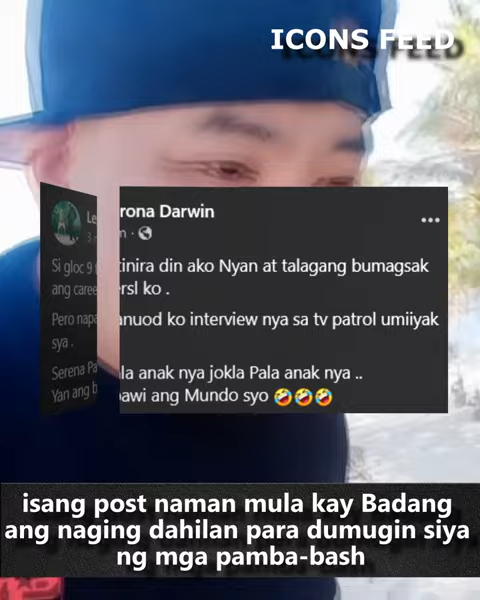 ICONS FEED
Le rona Darwin
3 m ·
Si gloc 9 tinira din ako Nyan at talagang bumagsak
ang caree ersl ko .
Pero napa anuod ko interview nya sa tv patrol umiiyak
sya .
Serena Pa la anak nya jokla Pala anak nya ..
Yan ang b awi ang Mundo syo 🤣🤣🤣
isang post naman mula kay Badang
ang naging dahilan para dumugin siya
ng mga pamba-bash